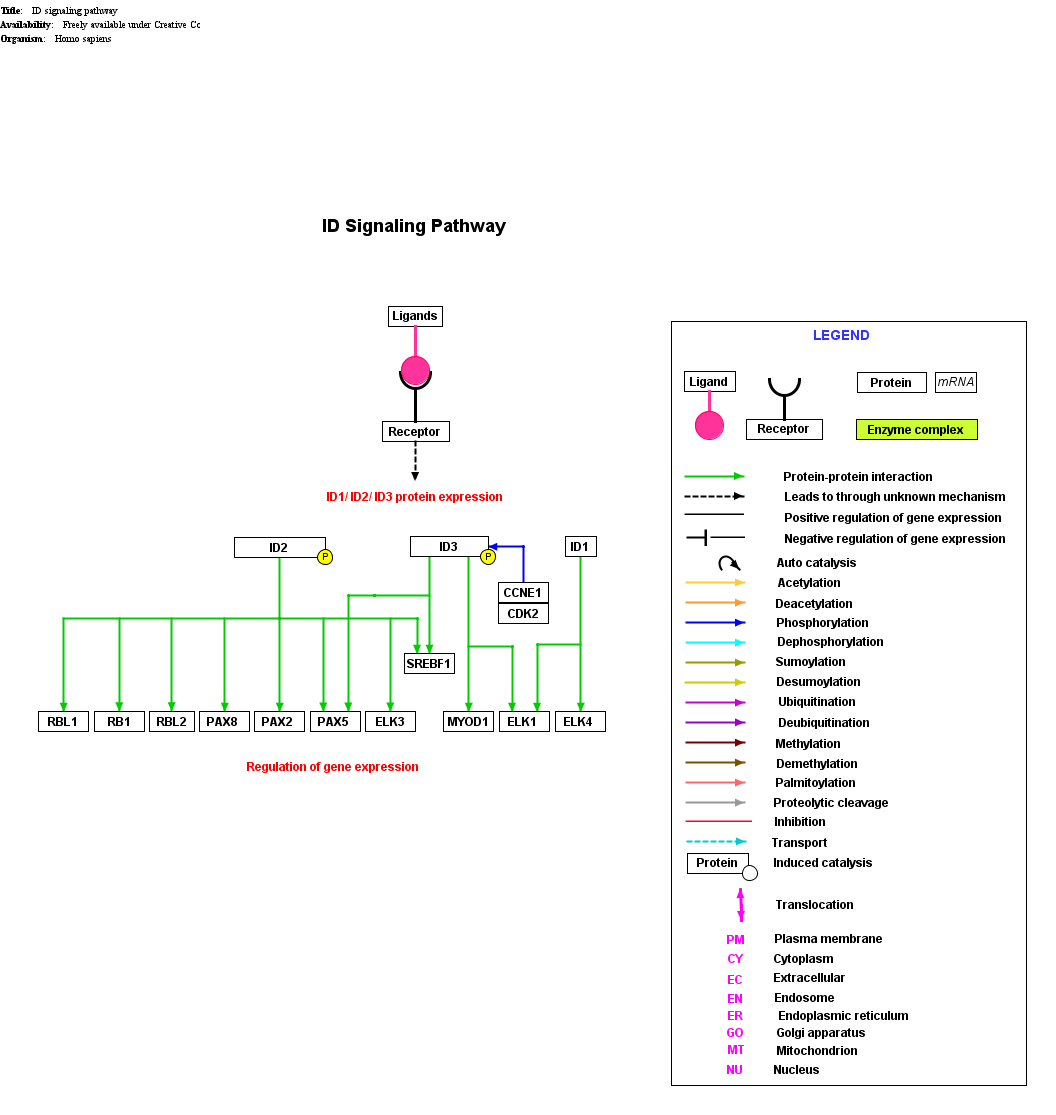 Title: ID signaling pathway
Availability: Freely available under Creative Cc
Organism: Homo sapiens
ID Signaling Pathway
Ligands
Receptor
ID1/ ID2/ ID3 protein expression
ID2
P
ID3
P
ID1
CCNE1
CDK2
SREBF1
RBL1
RB1
RBL2
PAX8
PAX2
PAX5
ELK3
MYOD1
ELK1
ELK4
Regulation of gene expression
LEGEND
Ligand
Receptor
Protein
mRNA
Enzyme complex
Protein-protein interaction
Leads to through unknown mechanism
Positive regulation of gene expression
Negative regulation of gene expression
Auto catalysis
Acetylation
Deacetylation
Phosphorylation
Dephosphorylation
Sumoylation
Desumoylation
Ubiquitination
Deubiquitination
Methylation
Demethylation
Palmitoylation
Proteolytic cleavage
Inhibition
Transport
Protein Induced catalysis
Translocation
PM Plasma membrane
CY Cytoplasm
EC Extracellular
EN Endosome
ER Endoplasmic reticulum
GO Golgi apparatus
MT Mitochondrion
NU Nucleus